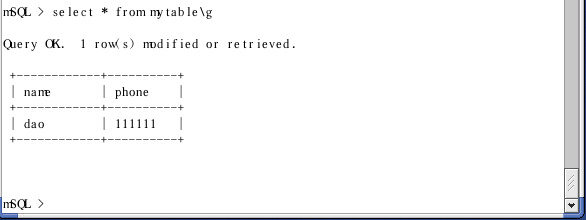 mSQL > select * from mytable\g
Query OK.  1 row(s) modified or retrieved.
+-----------+----------+
| name      | phone    |
+-----------+----------+
| dao       | 111111   |
+-----------+----------+
mSQL >